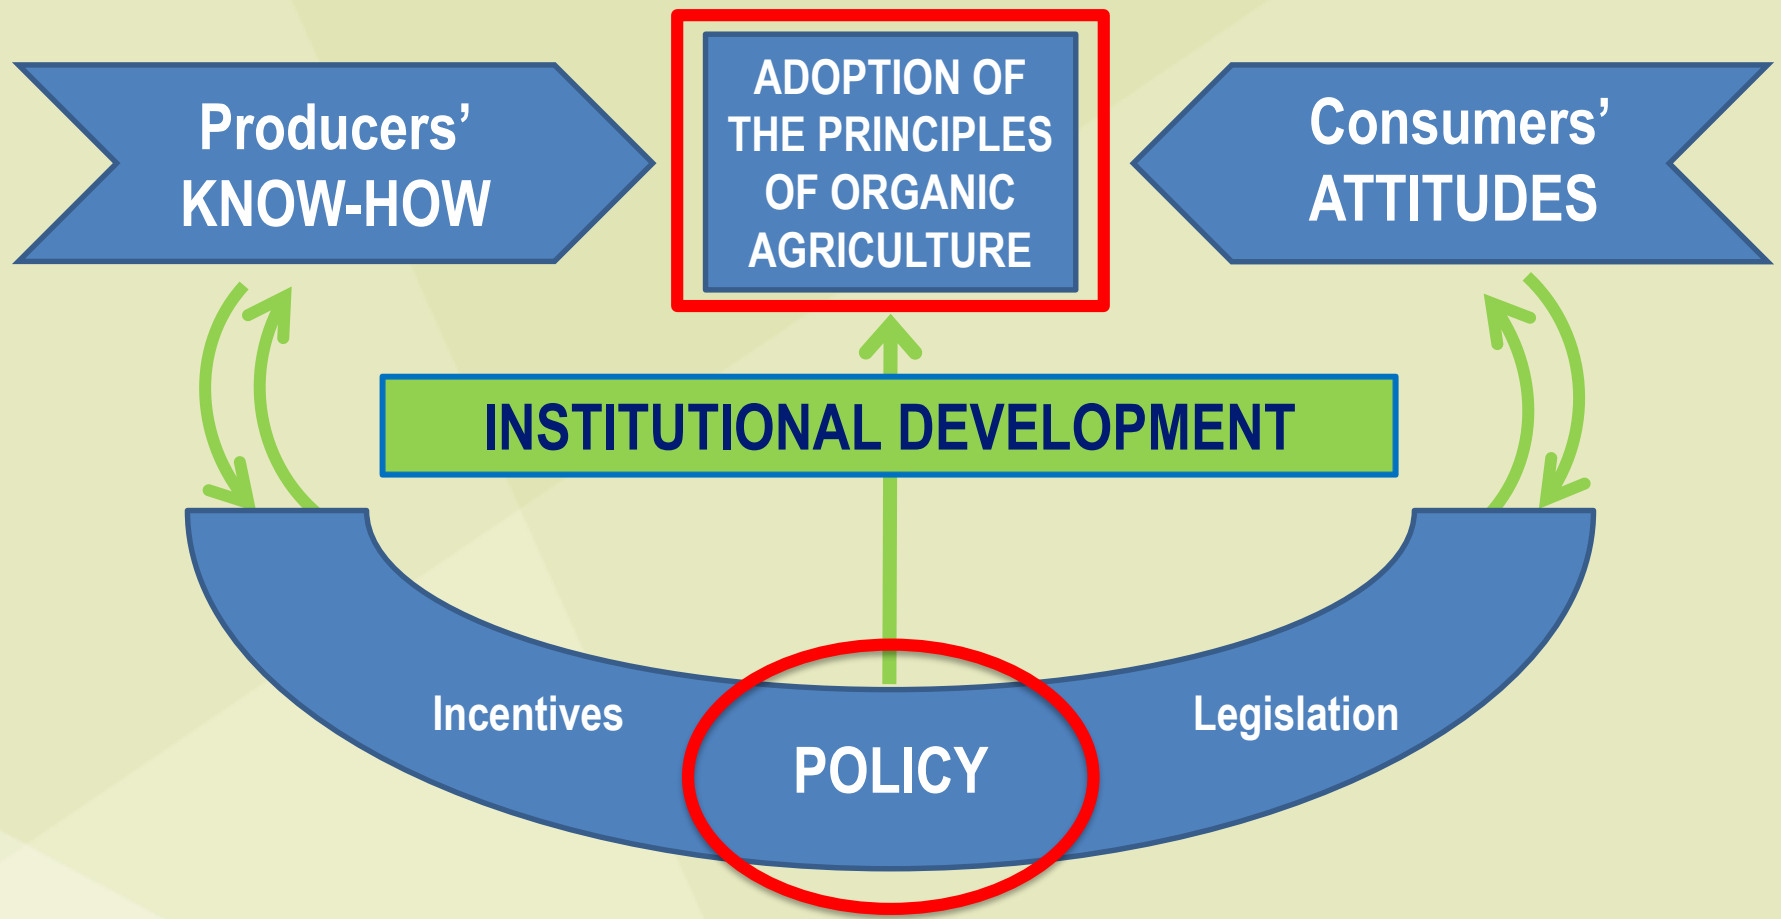 Producers’
KNOW-HOW
ADOPTION OF
THE PRINCIPLES
OF ORGANIC
AGRICULTURE
Consumers’
ATTITUDES
INSTITUTIONAL DEVELOPMENT
Incentives
POLICY
Legislation